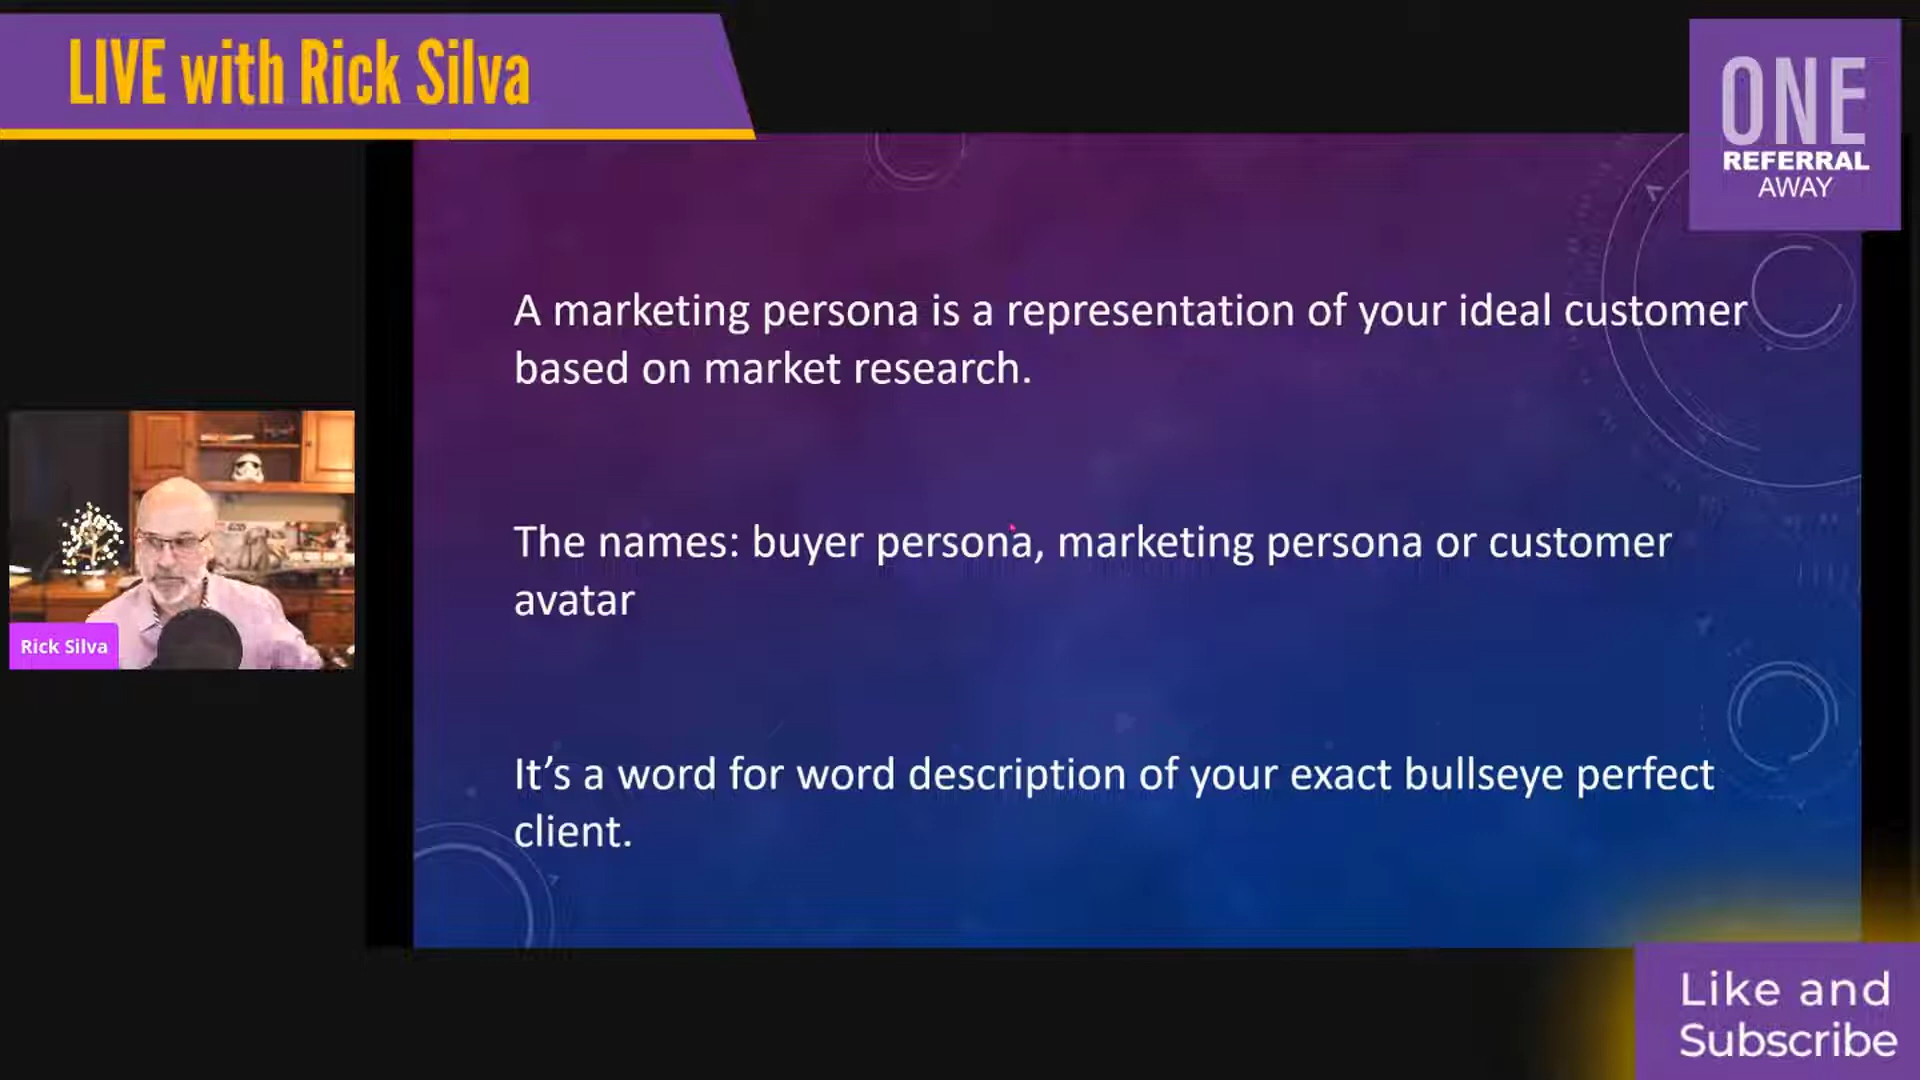 LIVE with Rick Silva
ONE
REFERRAL
AWAY
A marketing persona is a representation of your ideal customer
based on market research.
The names: buyer persona, marketing persona or customer
avatar
Rick Silva
It’s a word for word description of your exact bullseye perfect
client.
Like and
Subscribe